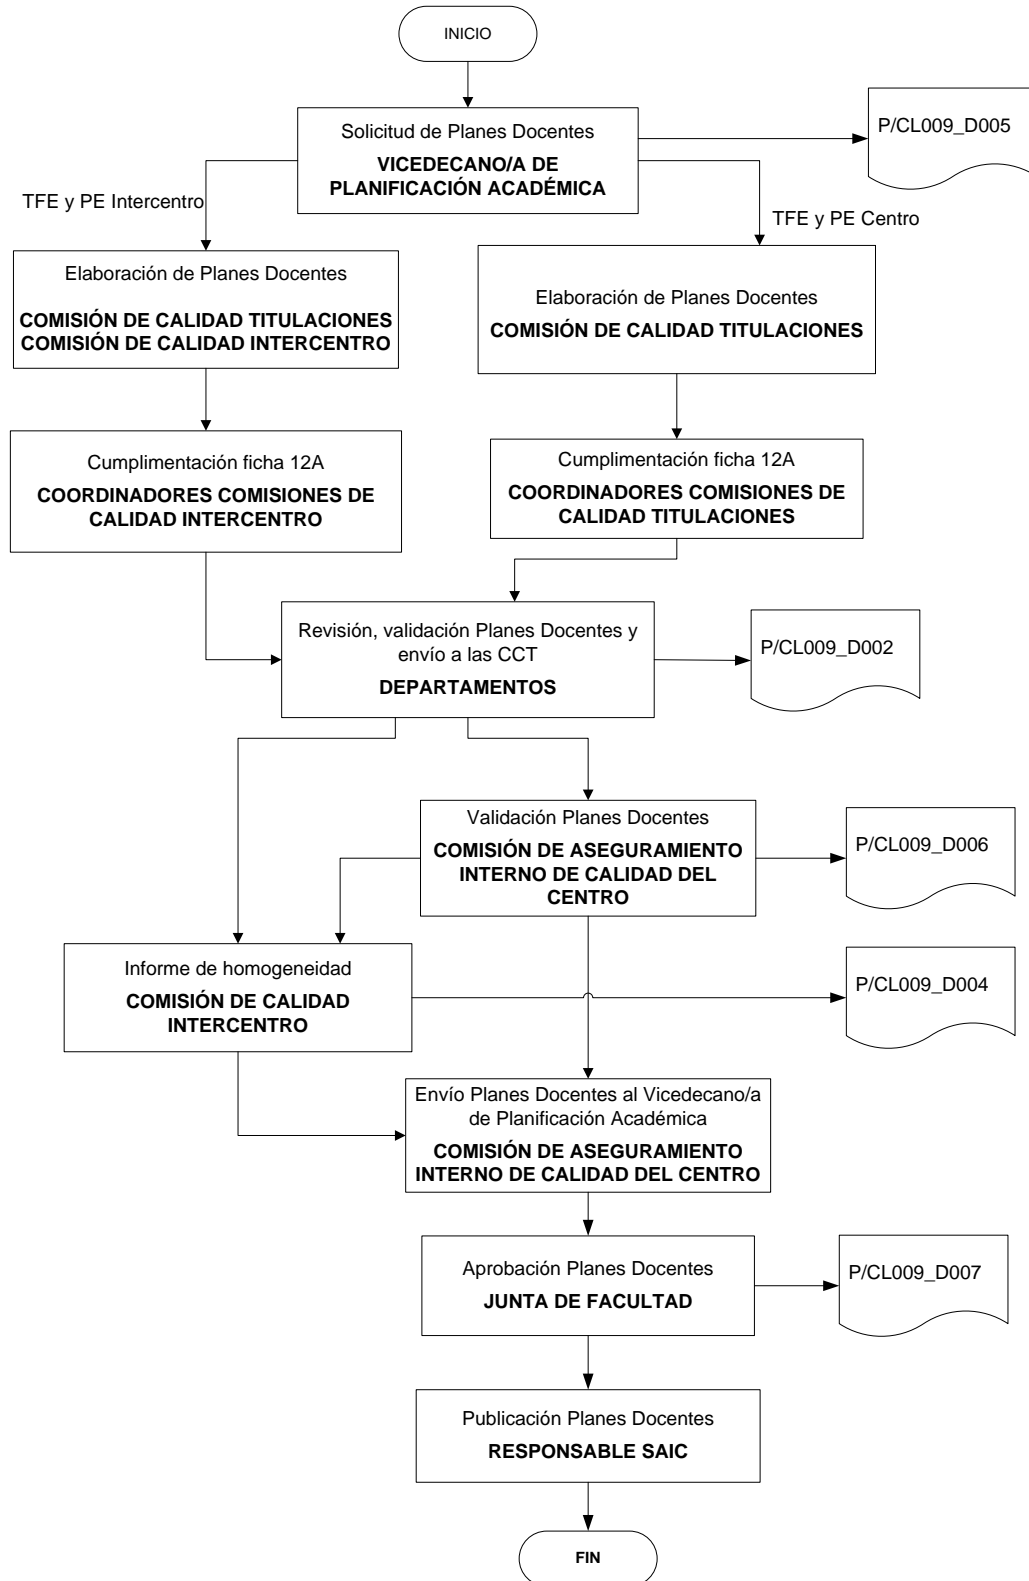 INICIO
Solicitud de Planes Docentes
VICEDECANO/A DE
PLANIFICACIÓN ACADÉMICA
P/CL009_D005
TFE y PE Intercentro
TFE y PE Centro
Elaboración de Planes Docentes
COMISIÓN DE CALIDAD TITULACIONES
COMISIÓN DE CALIDAD INTERCENTRO
Elaboración de Planes Docentes
COMISIÓN DE CALIDAD TITULACIONES
Cumplimentación ficha 12A
COORDINADORES COMISIONES DE
CALIDAD INTERCENTRO
Cumplimentación ficha 12A
COORDINADORES COMISIONES DE
CALIDAD TITULACIONES
Revisión, validación Planes Docentes y
envío a las CCT
DEPARTAMENTOS
P/CL009_D002
Validación Planes Docentes
COMISIÓN DE ASEGURAMIENTO
INTERNO DE CALIDAD DEL
CENTRO
P/CL009_D006
Informe de homogeneidad
COMISIÓN DE CALIDAD
INTERCENTRO
P/CL009_D004
Envío Planes Docentes al Vicedecano/a
de Planificación Académica
COMISIÓN DE ASEGURAMIENTO
INTERNO DE CALIDAD DEL CENTRO
Aprobación Planes Docentes
JUNTA DE FACULTAD
P/CL009_D007
Publicación Planes Docentes
RESPONSABLE SAIC
FIN